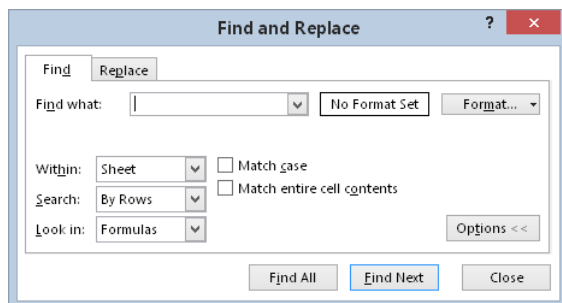 Find and Replace ? ×
Find Replace
Find what: No Format Set Format...
Within: Sheet Match case
Match entire cell contents
Search: By Rows
Look in: Formulas Options <<
Find All Find Next Close